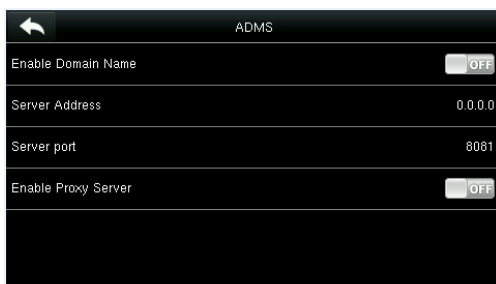 ADMS
Enable Domain Name OFF
Server Address 0.0.0.0
Server port 8081
Enable Proxy Server OFF